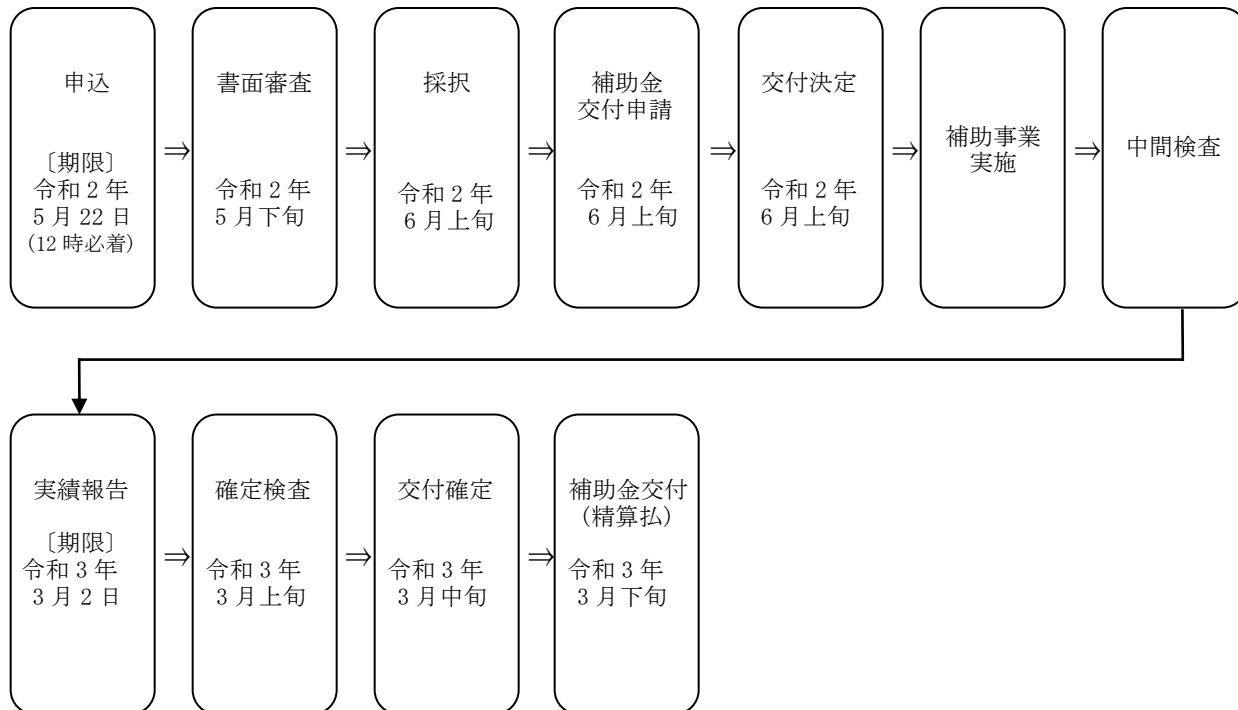 申込
〔期限〕
令和2年
5月22日
(12時必着)
⇒
書面審査
令和2年
5月下旬
⇒
採択
令和2年
6月上旬
⇒
補助金
交付申請
令和2年
6月上旬
⇒
交付決定
令和2年
6月上旬
⇒
補助事業
実施
⇒
中間検査
実績報告
〔期限〕
令和3年
3月2日
⇒
確定検査
令和3年
3月上旬
⇒
交付確定
令和3年
3月中旬
⇒
補助金交付
(精算払)
令和3年
3月下旬